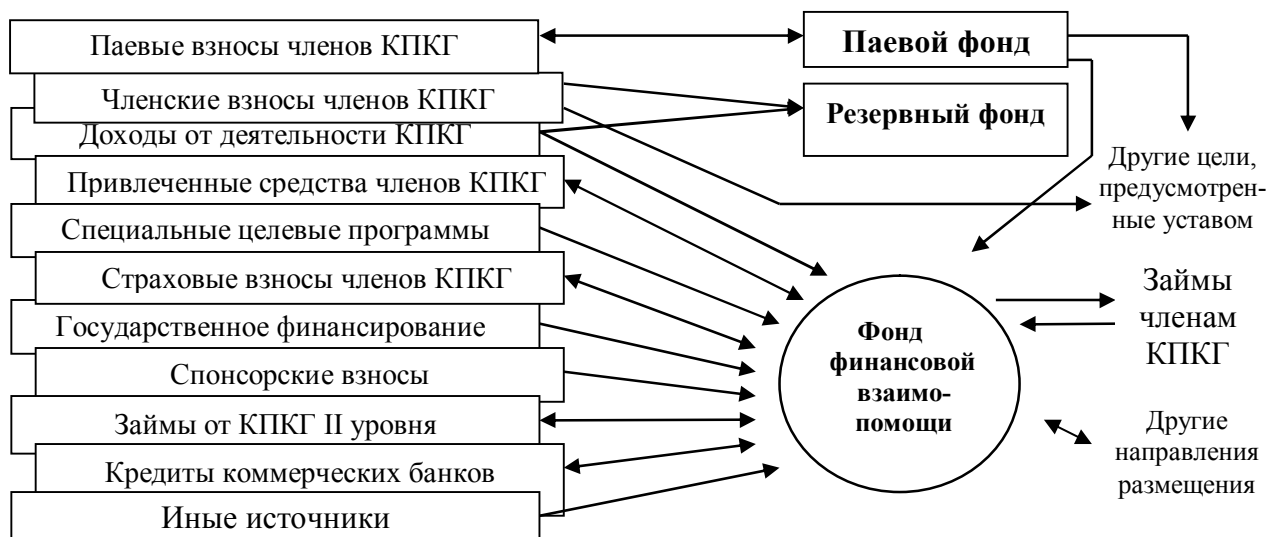 Паевые взносы членов КПКГ
Членские взносы членов КПКГ
Доходы от деятельности КПКГ
Привлеченные средства членов КПКГ
Специальные целевые программы
Страховые взносы членов КПКГ
Государственное финансирование
Спонсорские взносы
Займы от КПКГ II уровня
Кредиты коммерческих банков
Иные источники
Паевой фонд
Резервный фонд
Другие цели,
предусмотрен-
ные уставом
Фонд
финансовой
взаимо-
помощи
Займы
членам
КПКГ
Другие
направления
размещения